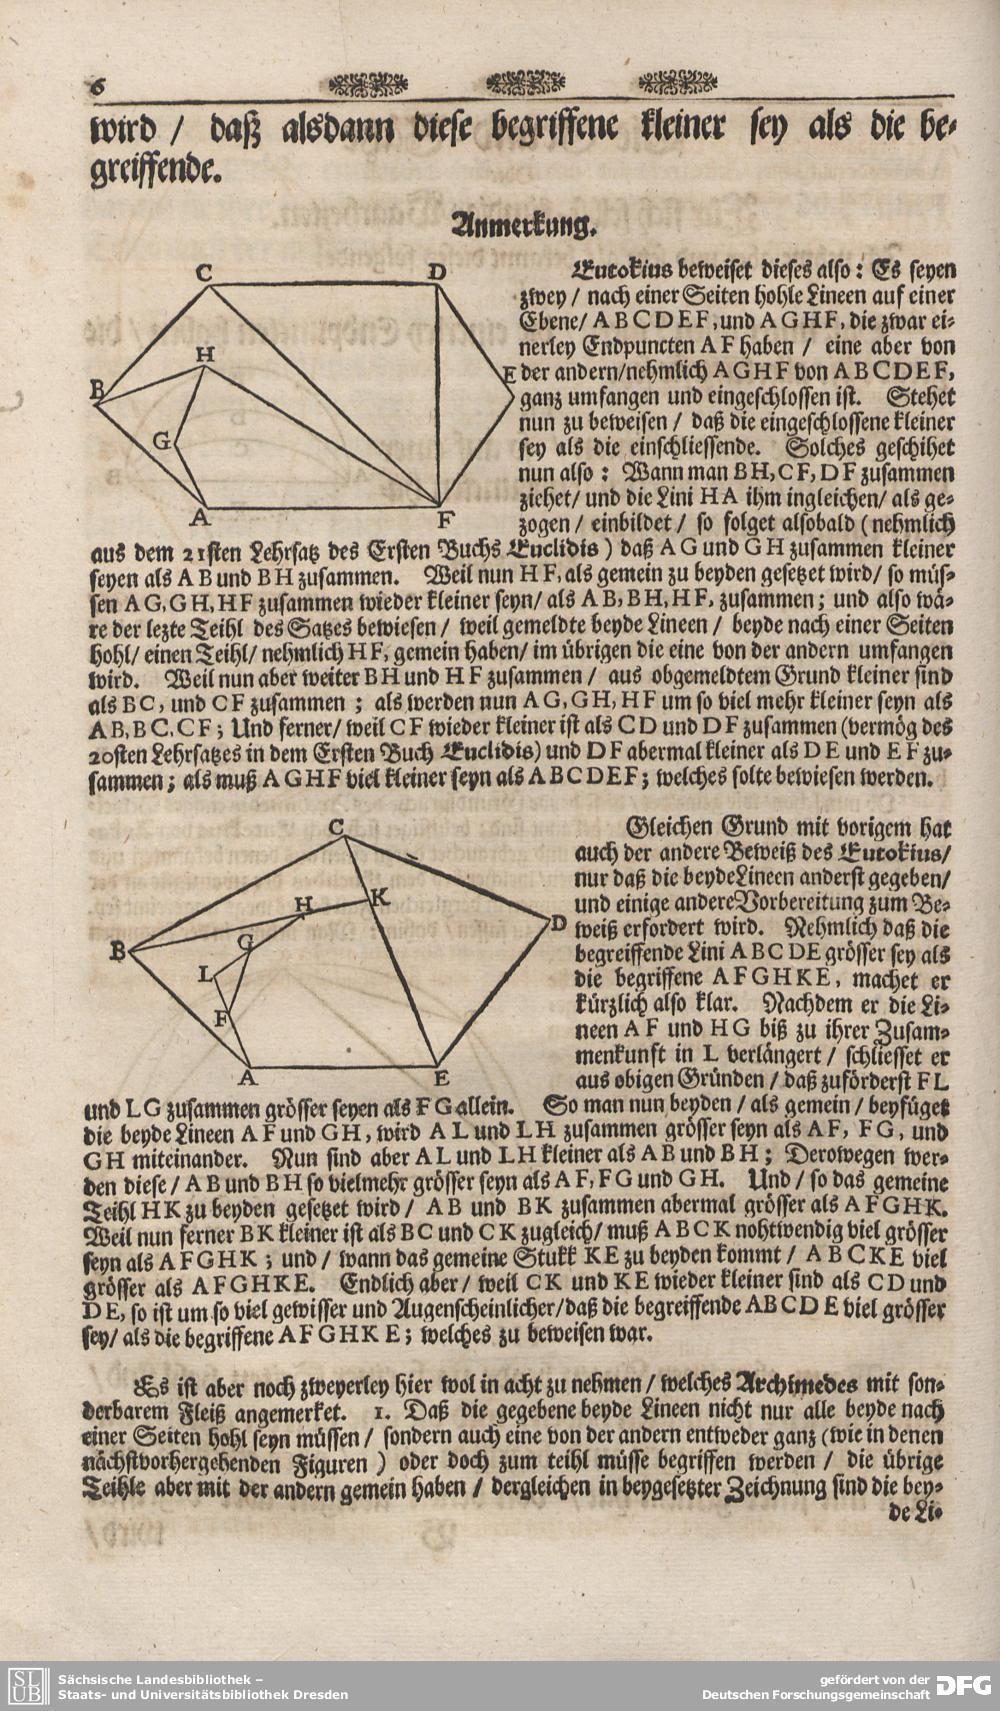 6
wird / daß alsdann diese begriffene kleiner sey als die be-
greiffende.
Anmerkung.
C
D
H
B
E
G
A
F
Eutokius beweiset dieses also: Es seyen
zwey / nach einer Seiten hohle Lineen auf einer
Ebene/ ABCDEF, und AGHF, die zwar ei-
nerley Endpuncten AF haben / eine aber von
der andern/nehmlich AGHF von ABCDEF,
ganz umfangen und eingeschlossen ist. Stehet
nun zu beweisen / daß die eingeschlossene kleiner
sey als die einschliessende. Solches geschihet
nun also: Wann man BH, CF, DF zusammen
ziehet/ und die Lini HA ihm ingleichen/ als ge-
zogen / einbildet / so folget alsobald (nehmlich
aus dem 21sten Lehrsatz des Ersten Buchs Euclidis) daß AG und GH zusammen kleiner
seyen als AB und BH zusammen. Weil nun HF, als gemein zu beyden gesetzet wird/ so müs-
sen AG, GH, HF zusammen wieder kleiner seyn/ als AB, BH, HF, zusammen; und also wä-
re der lezte Teihl des Satzes bewiesen / weil gemeldte beyde Lineen / beyde nach einer Seiten
hohl/ einen Teihl/ nehmlich HF, gemein haben/ im übrigen die eine von der andern umfangen
wird. Weil nun aber weiter BH und HF zusammen / aus obgemeldtem Grund kleiner sind
als BC, und CF zusammen; als werden nun AG, GH, HF um so viel mehr kleiner seyn als
AB, BC, CF; Und ferner/ weil CF wieder kleiner ist als CD und DF zusammen (vermög des
20sten Lehrsatzes in dem Ersten Buch Euclidis) und DF abermal kleiner als DE und EF zu-
sammen; als muß AGHF viel kleiner seyn als ABCDEF; welches solte bewiesen werden.
C
K
H
D
B
G
L
F
A
E
Gleichen Grund mit vorigem hat
auch der andere Beweiß des Eutokius/
nur daß die beyde Lineen anderst gegeben/
und einige andere Vorbereitung zum Be-
weiß erfordert wird. Nehmlich daß die
begreiffende Lini ABCDE grösser sey als
die begriffene AFGHKE, machet er
kürzlich also klar. Nachdem er die Li-
neen AF und HG biß zu ihrer Zusam-
menkunft in L verlängert / schliesset er
aus obigen Gründen / daß zuförderst FL
und LG zusammen grösser seyen als FG allein. So man nun beyden / als gemein / beyfüget
die beyde Lineen AF und GH, wird AL und LH zusammen grösser seyn als AF, FG, und
GH miteinander. Nun sind aber AL und LH kleiner als AB und BH; Derowegen wer-
den diese / AB und BH so vielmehr grösser seyn als AF, FG und GH. Und / so das gemeine
Teihl HK zu beyden gesetzet wird / AB und BK zusammen abermal grösser als AFGHK.
Weil nun ferner BK kleiner ist als BC und CK zugleich/ muß ABCK nohtwendig viel grösser
seyn als AFGHK; und / wann das gemeine Stukk KE zu beyden kommt / ABCKE viel
grösser als AFGHKE. Endlich aber / weil CK und KE wieder kleiner sind als CD und
DE, so ist um so viel gewisser und Augenscheinlicher/daß die begreiffende ABCDE viel grösser
sey/ als die begriffene AFGHKE; welches zu beweisen war.
Es ist aber noch zweyerley hier wol in acht zu nehmen / welches Archimedes mit son-
derbarem Fleiß angemerket. 1. Daß die gegebene beyde Lineen nicht nur alle beyde nach
einer Seiten hohl seyn müssen / sondern auch eine von der andern entweder ganz (wie in denen
nächstvorhergehenden Figuren) oder doch zum teihl müsse begriffen werden / die übrige
Teihle aber mit der andern gemein haben / dergleichen in beygesetzter Zeichnung sind die bey-
de Li-
SLUB Sächsische Landesbibliothek –
Staats- und Universitätsbibliothek Dresden
gefördert von der
Deutschen Forschungsgemeinschaft DFG